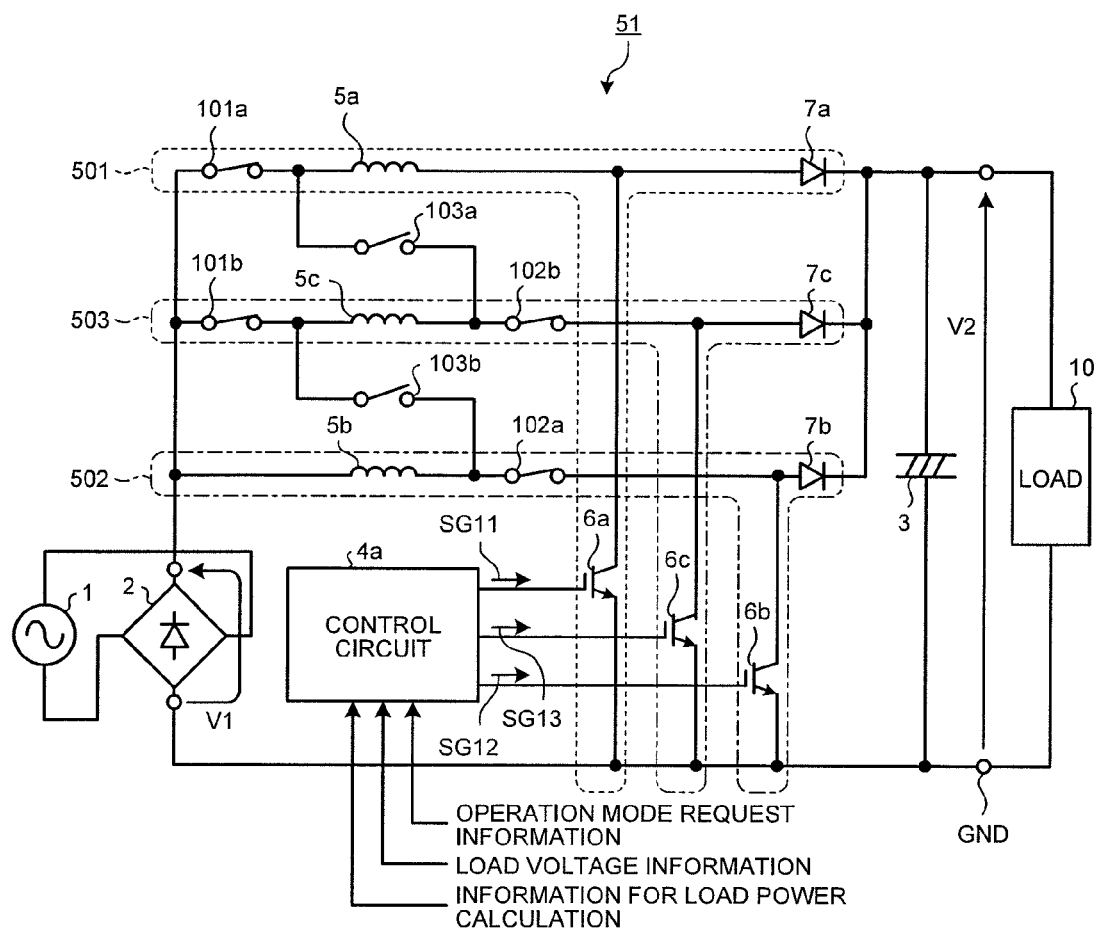 51
101a
5a
7a
501
103a
101b
5c
102b
7c
503
V2
103b
10
5b
102a
7b
502
LOAD
3
SG11
6a
4a
6c
1
2
CONTROL
CIRCUIT
6b
V1
SG13
SG12
OPERATION MODE REQUEST
INFORMATION
GND
LOAD VOLTAGE INFORMATION
INFORMATION FOR LOAD POWER
CALCULATION